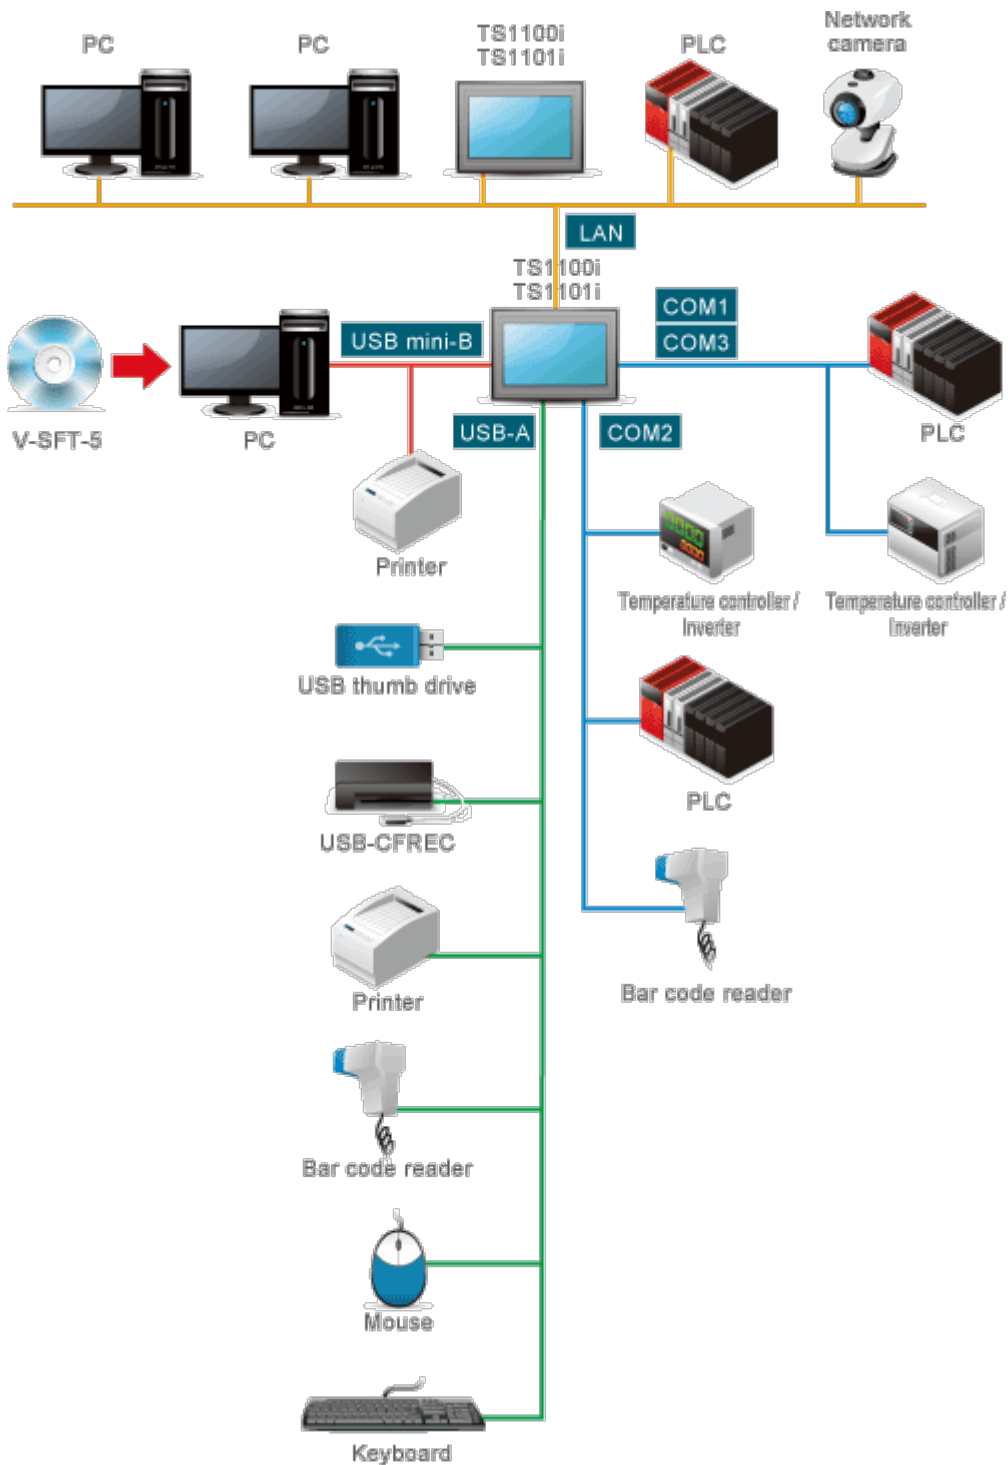 PC
PC
TS1100i
TS1101i
PLC
Network
camera
LAN
TS1100i
TS1101i
COM1
COM3
USB mini-B
V-SFT-5
PC
USB-A
COM2
PLC
Printer
Temperature controller /
Inverter
Temperature controller /
Inverter
USB thumb drive
PLC
USB-CFREC
Printer
Bar code reader
Bar code reader
Mouse
Keyboard